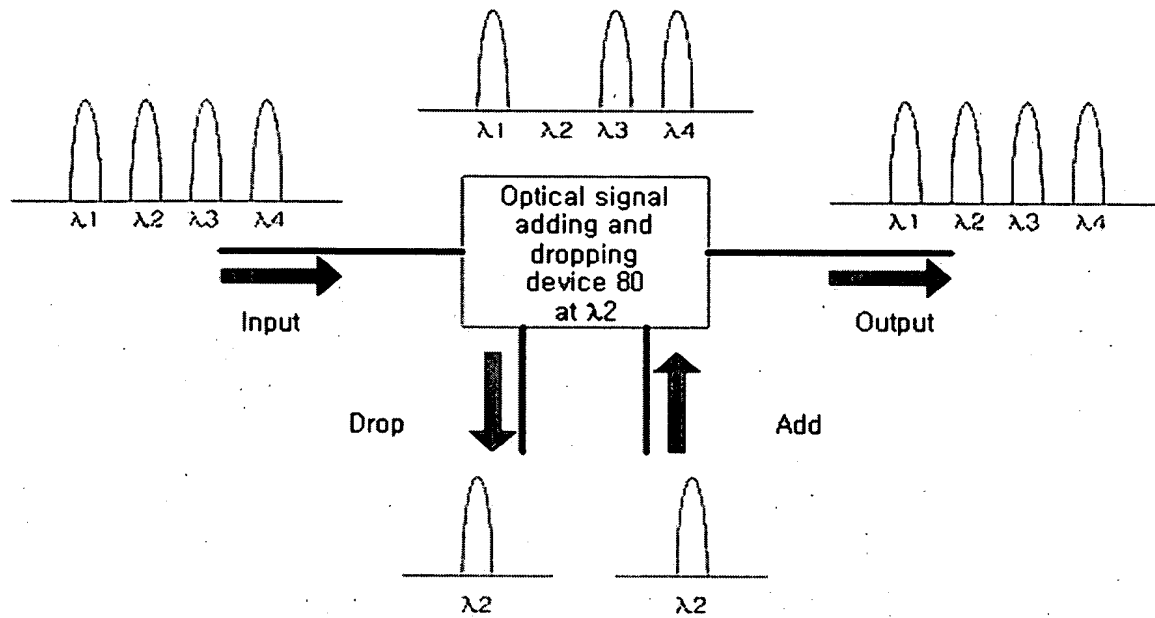 λ1 λ2 λ3 λ4
λ1 λ2 λ3 λ4
λ1 λ2 λ3 λ4
Optical signal
adding and
dropping
device 80
at λ2
Input
Output
Drop
Add
λ2
λ2